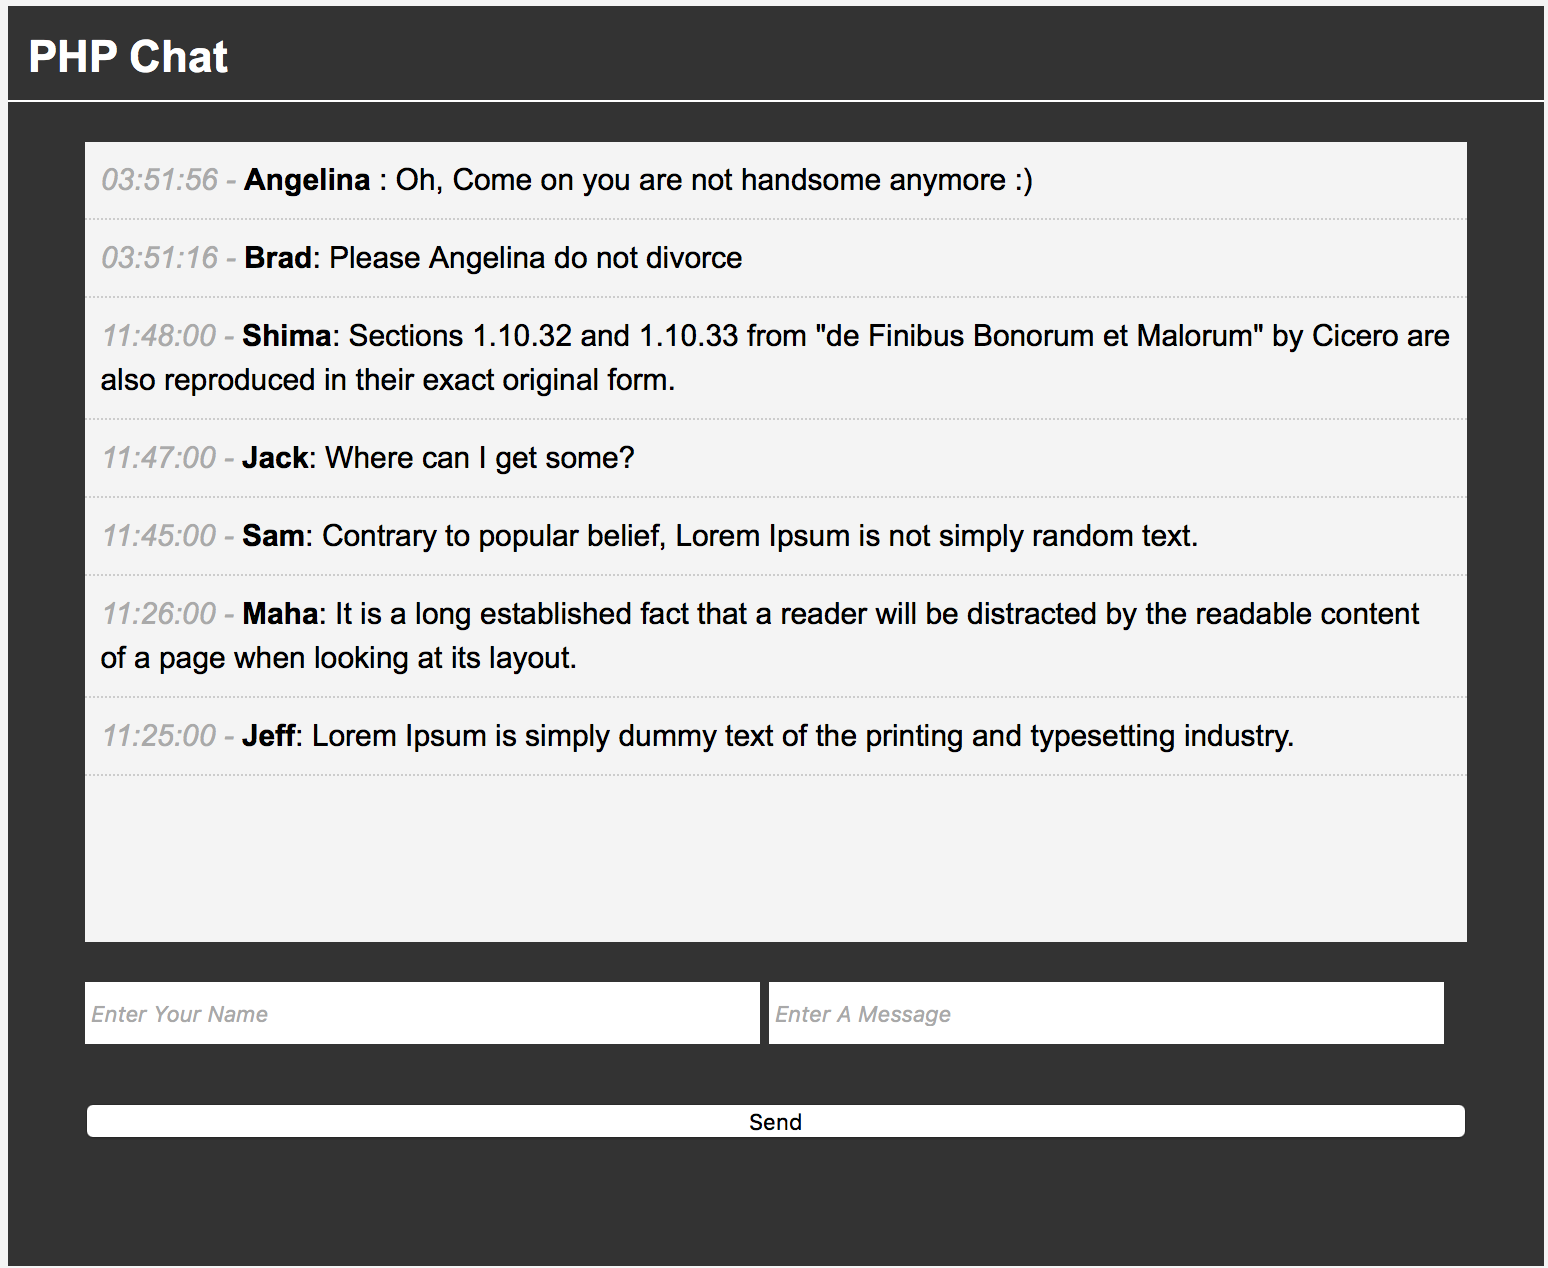 PHP Chat
03:51:56 - Angelina : Oh, Come on you are not handsome anymore :)
03:51:16 - Brad: Please Angelina do not divorce
11:48:00 - Shima: Sections 1.10.32 and 1.10.33 from "de Finibus Bonorum et Malorum" by Cicero are
also reproduced in their exact original form.
11:47:00 - Jack: Where can I get some?
11:45:00 - Sam: Contrary to popular belief, Lorem Ipsum is not simply random text.
11:26:00 - Maha: It is a long established fact that a reader will be distracted by the readable content
of a page when looking at its layout.
11:25:00 - Jeff: Lorem Ipsum is simply dummy text of the printing and typesetting industry.
Enter Your Name
Enter A Message
Send